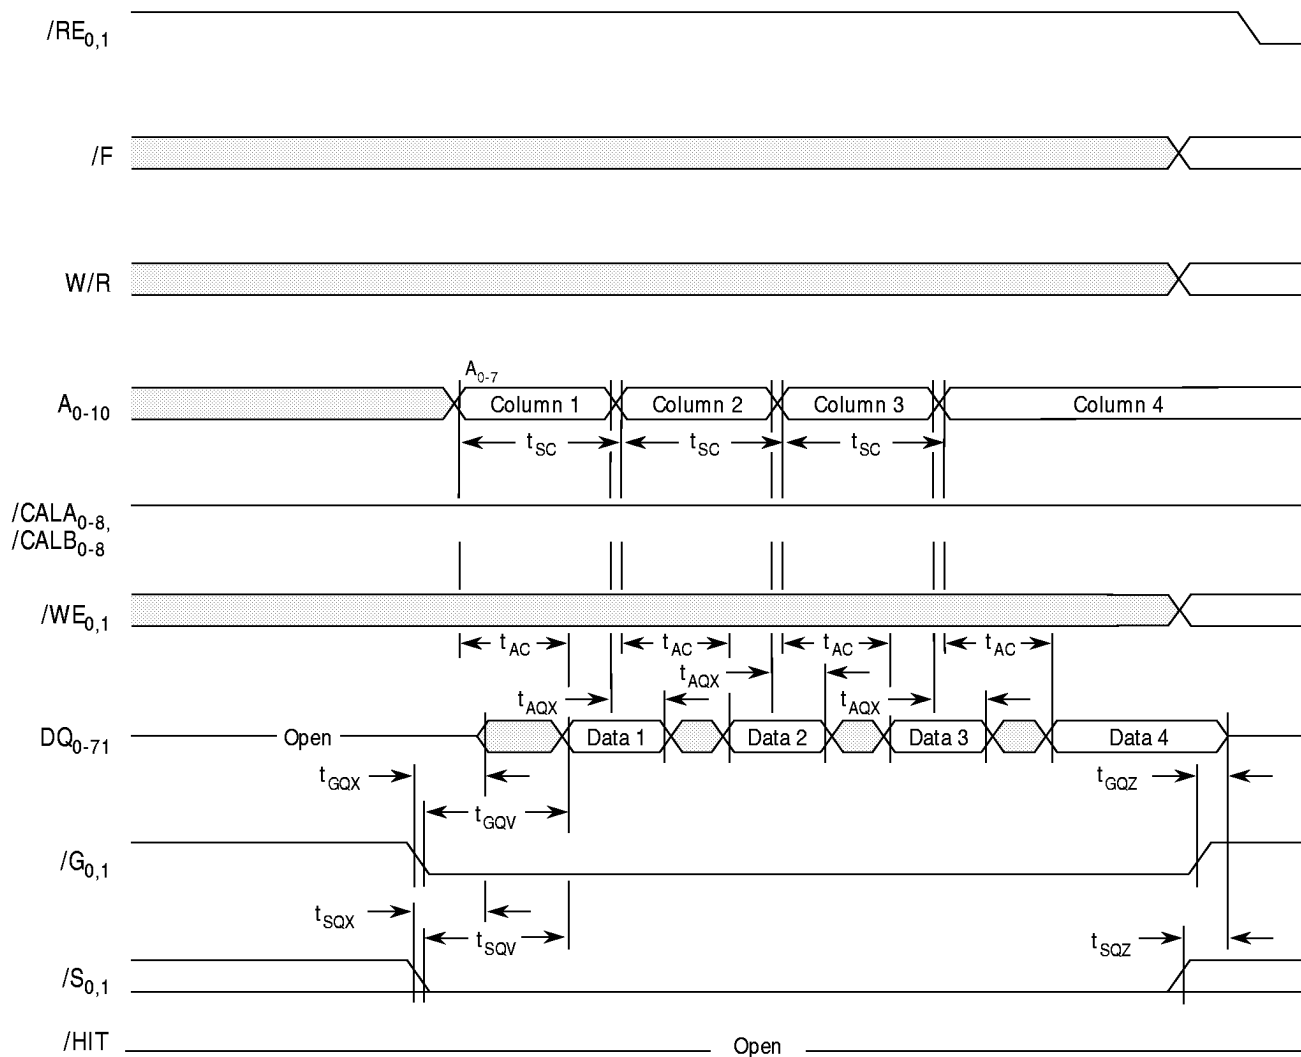 /RE0,1
/F
W/R
A0-7
A0-10 Column 1 Column 2 Column 3 Column 4
tSC tSC tSC
/CALA0-8,
/CALB0-8
/WE0,1
tAC tAC tAC tAC
tAQX tAQX tAQX
DQ0-71 Open Data 1 Data 2 Data 3 Data 4
tGQX tGQZ
tGQV
/G0,1
tSQX
tSQV tSQZ
/S0,1
/HIT Open